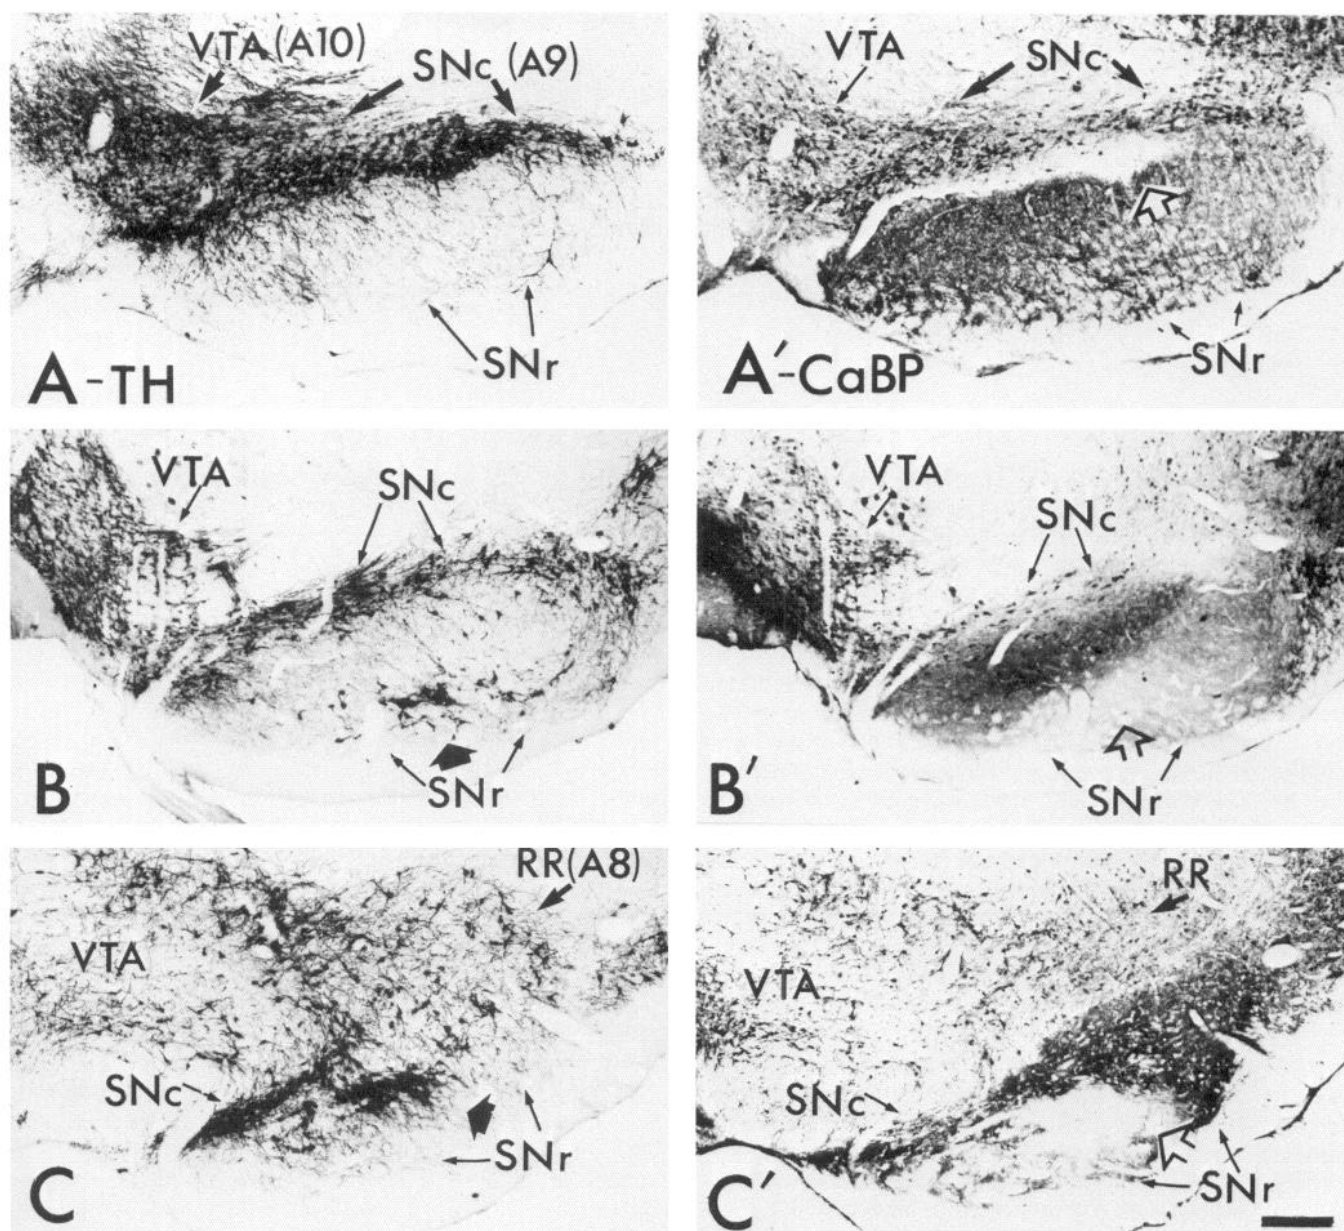 VTA (A10)
SNc (A9)
SNr
A-TH
VTA
SNc
SNr
A′-CaBP
VTA
SNc
SNr
B
VTA
SNc
SNr
B′
RR(A8)
VTA
SNc
SNr
C
RR
VTA
SNc
SNr
C′